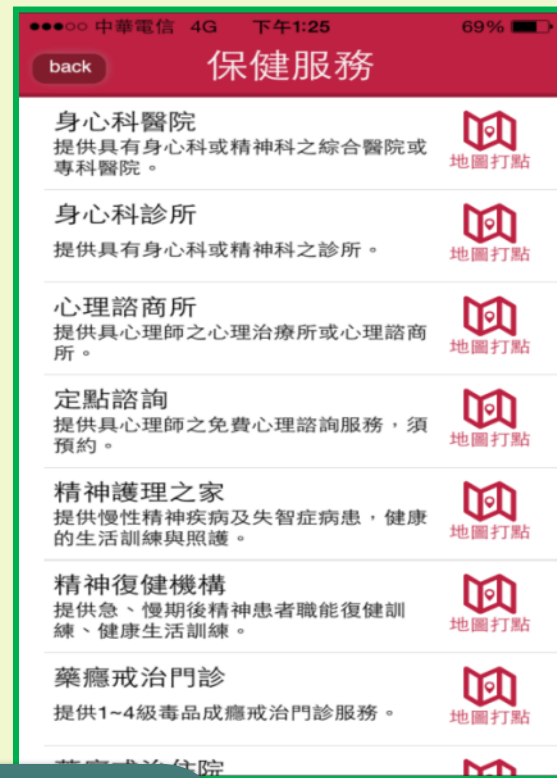 中華電信 4G 下午1:25 69%
back 保健服務
身心科醫院
提供具有身心科或精神科之綜合醫院或
專科醫院。
地圖打點
身心科診所
提供具有身心科或精神科之診所。
地圖打點
心理諮商所
提供具心理師之心理治療所或心理諮商
所。
地圖打點
定點諮詢
提供具心理師之免費心理諮詢服務，須
預約。
地圖打點
精神護理之家
提供慢性精神疾病及失智症病患，健康
的生活訓練與照護。
地圖打點
精神復健機構
提供急、慢期後精神患者職能復健訓
練、健康生活訓練。
地圖打點
藥癮戒治門診
提供1~4級毒品成癮戒治門診服務。
地圖打點
藥癮戒治住院